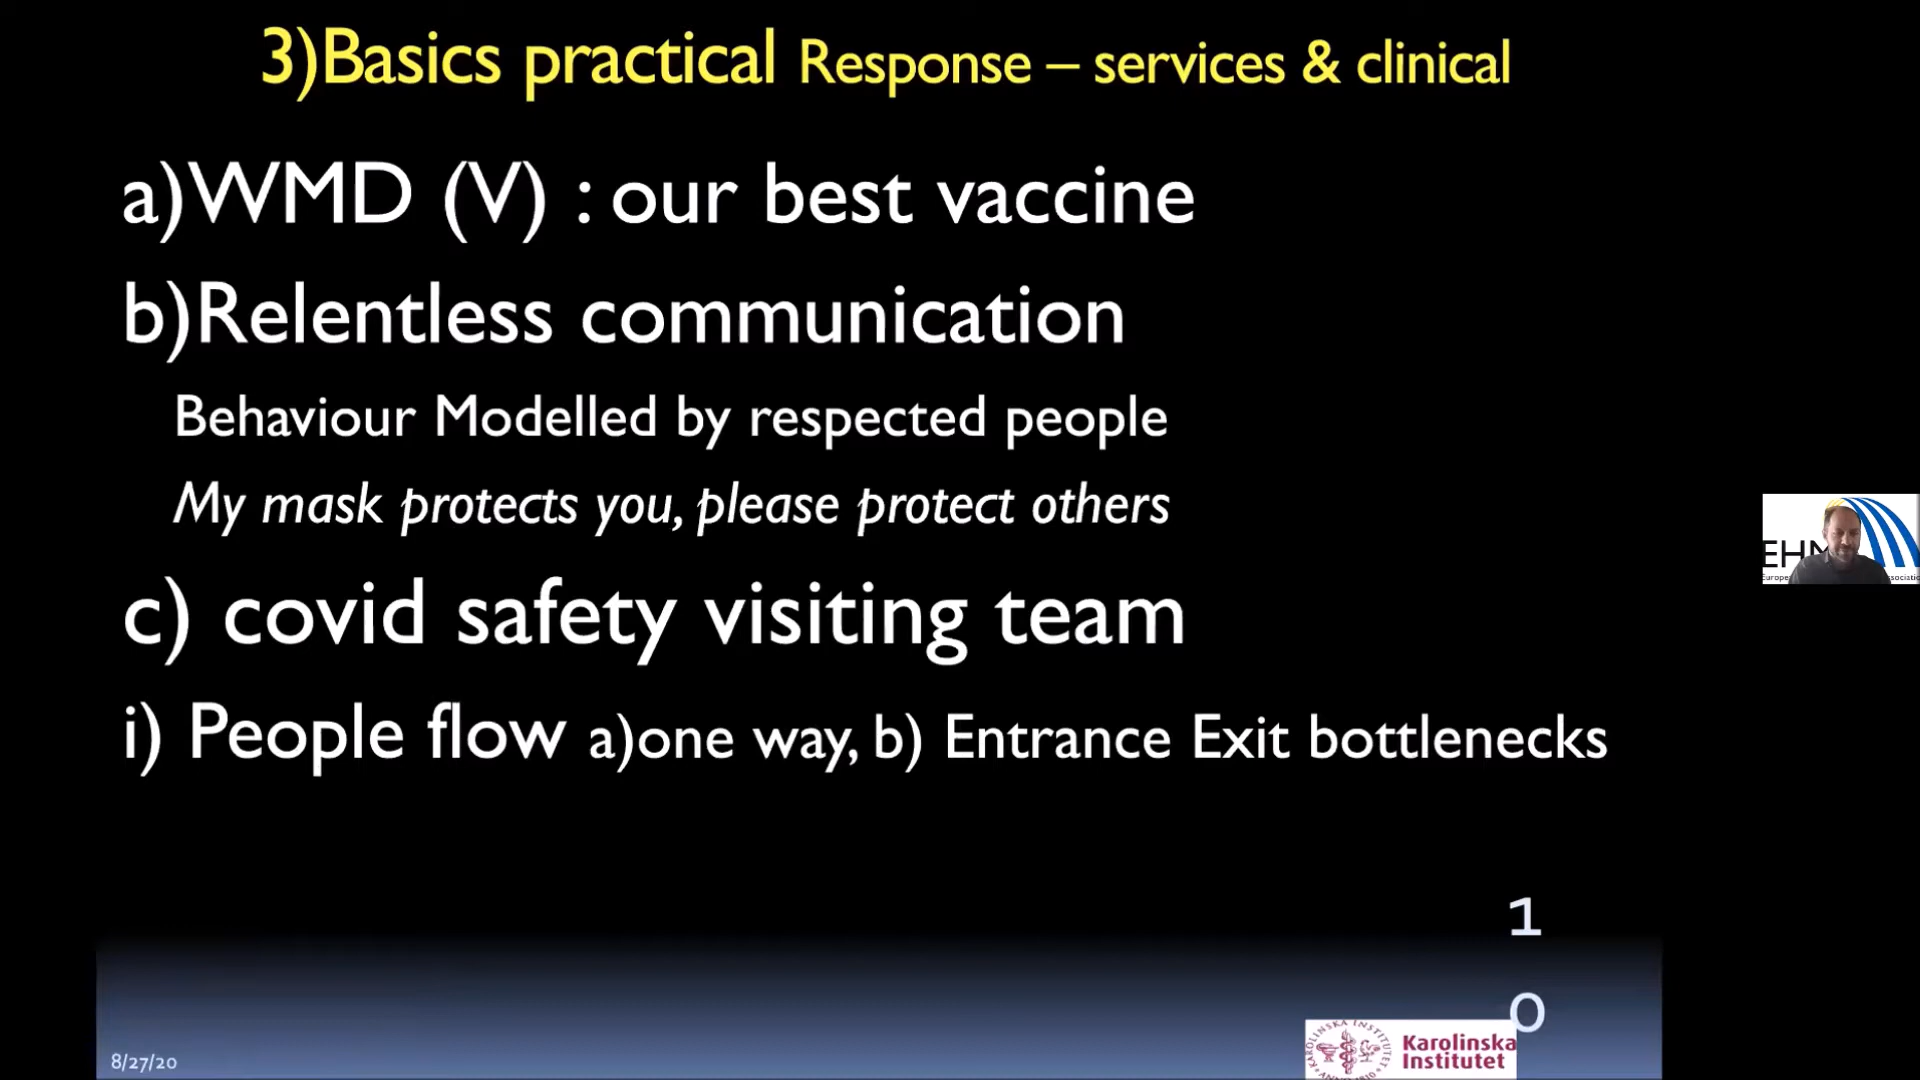 3)Basics practical Response – services & clinical
a)WMD (V) : our best vaccine
b)Relentless communication
Behaviour Modelled by respected people
My mask protects you, please protect others
c) covid safety visiting team
i) People flow a)one way, b) Entrance Exit bottlenecks
1
0
8/27/20
Karolinska
Institutet